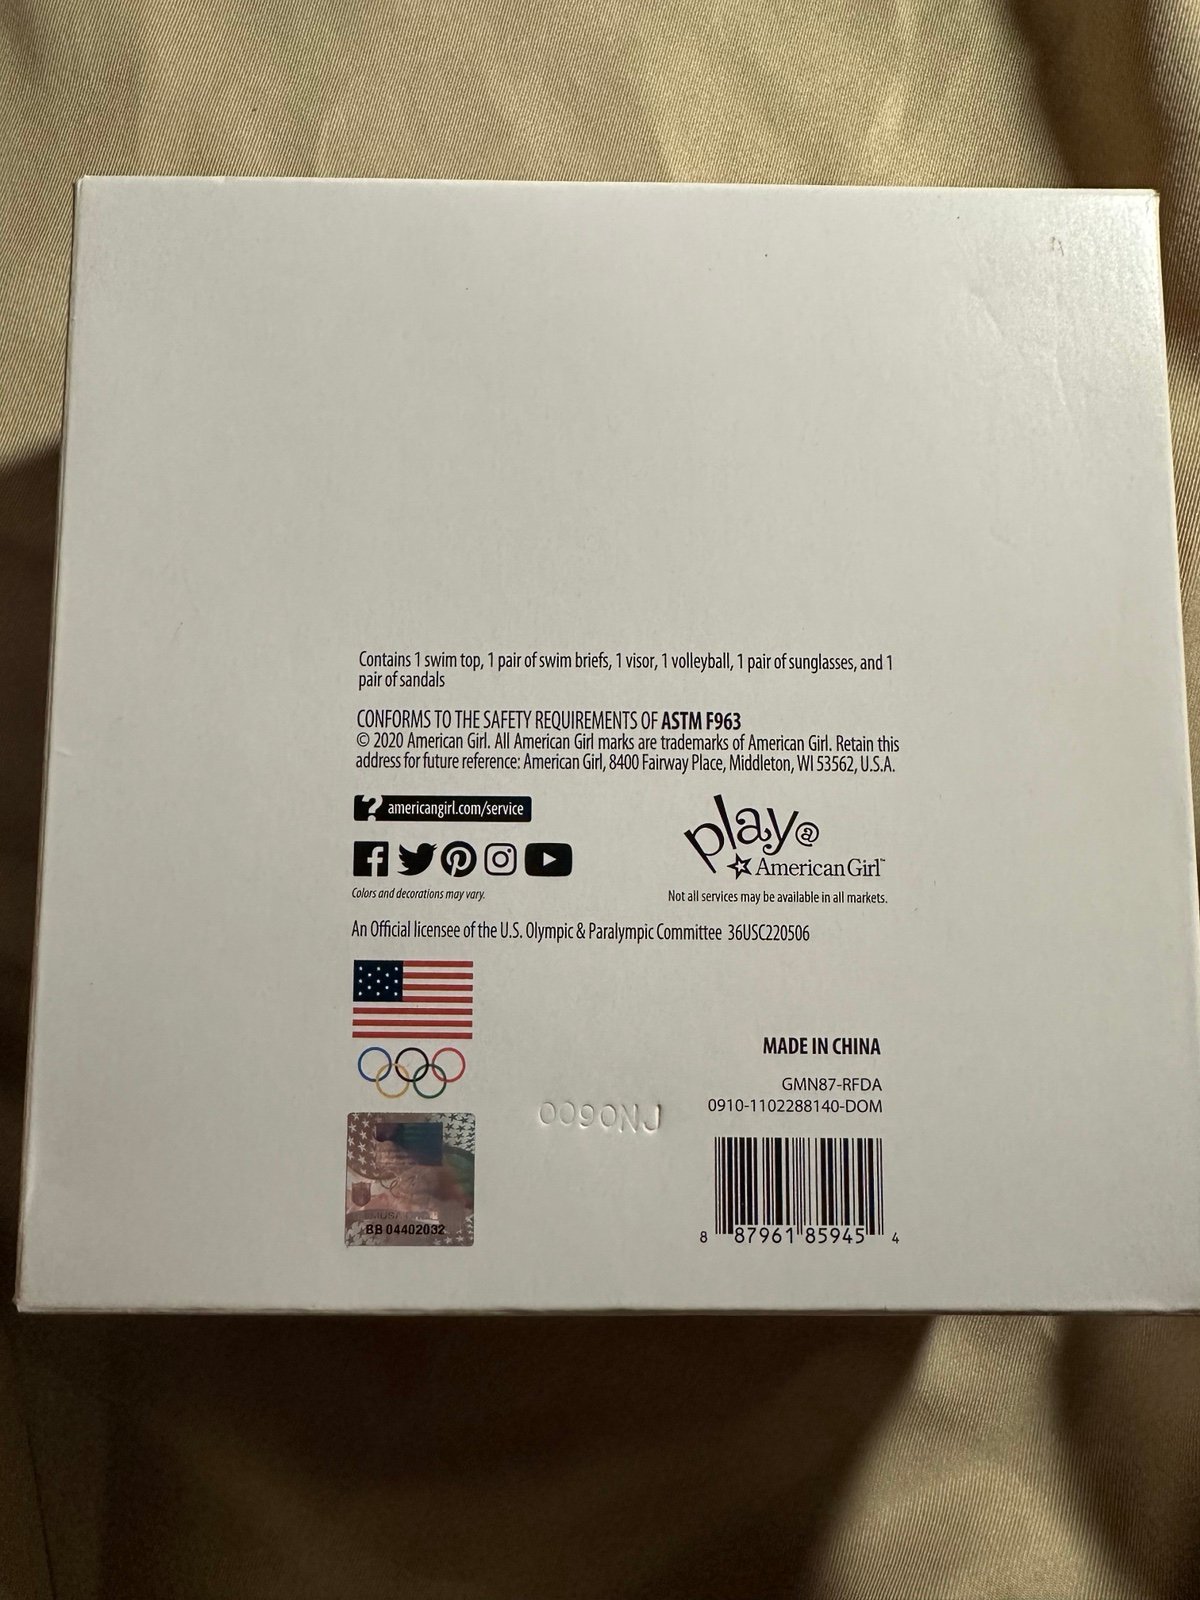 Contains 1 swim top, 1 pair of swim briefs, 1 visor, 1 volleyball, 1 pair of sunglasses, and 1
pair of sandals
CONFORMS TO THE SAFETY REQUIREMENTS OF ASTM F963
© 2020 American Girl. All American Girl marks are trademarks of American Girl. Retain this
address for future reference: American Girl, 8400 Fairway Place, Middleton, WI 53562, U.S.A.
? americangirl.com/service
play@
American Girl™
Colors and decorations may vary.
Not all services may be available in all markets.
An Official licensee of the U.S. Olympic & Paralympic Committee 36USC220506
MADE IN CHINA
GMN87-RFDA
0910-1102288140-DOM
BB 04402032
8 87961 85945 4